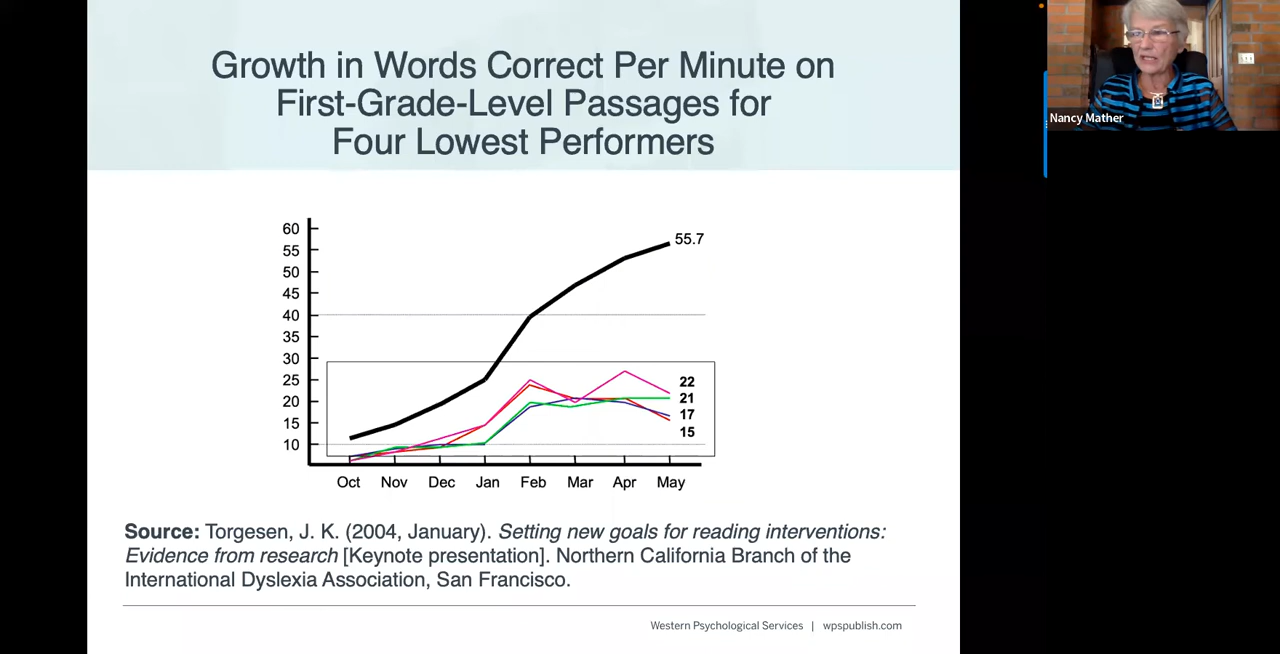 Growth in Words Correct Per Minute on
First-Grade-Level Passages for
Four Lowest Performers
Nancy Mather
60
55
50
45
40
35
30
25
20
15
10
55.7
22
21
17
15
Oct Nov Dec Jan Feb Mar Apr May
Source: Torgesen, J. K. (2004, January). Setting new goals for reading interventions:
Evidence from research [Keynote presentation]. Northern California Branch of the
International Dyslexia Association, San Francisco.
Western Psychological Services | wpspublish.com